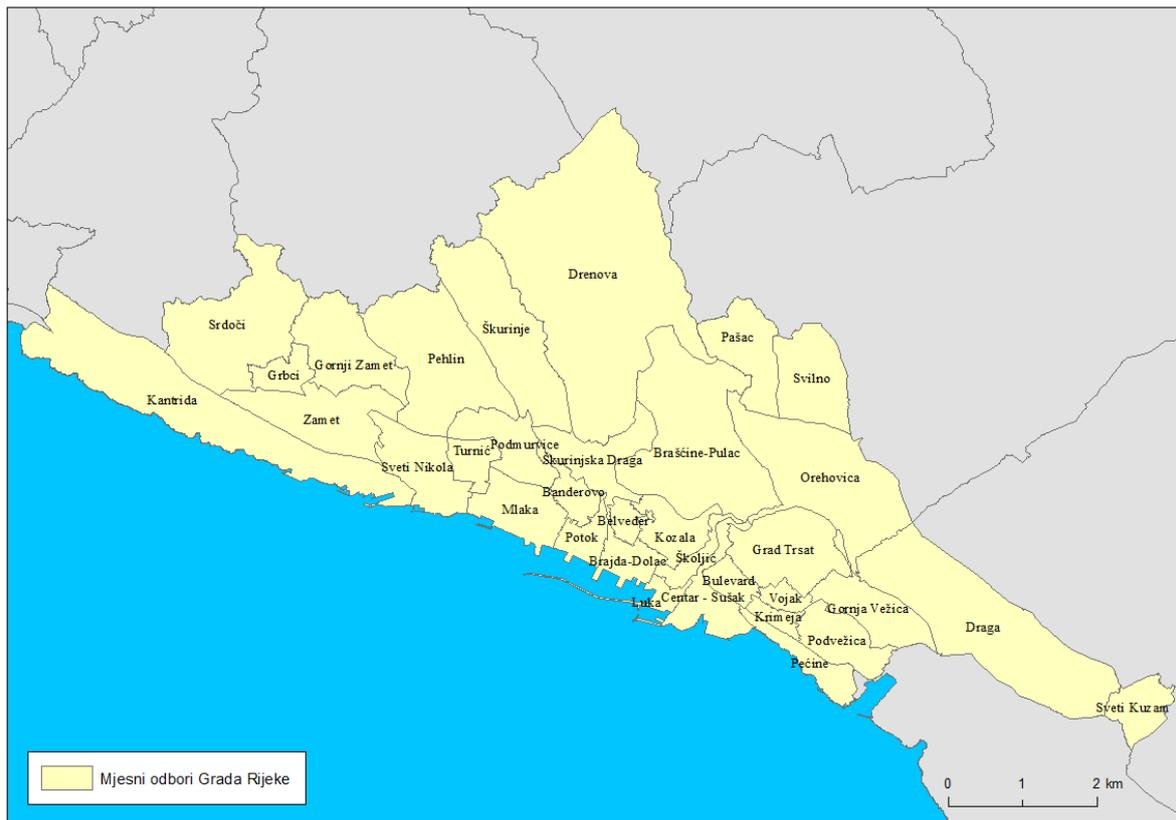 Drenova
Srdoči
Škurinje
Pašac
Pehlin
Gornji Zamet
Grbci
Svilno
Kantrida
Zamet
Turnić
Podmurvice
Brašćine-Pulac
Škurinjska Draga
Sveti Nikola
Orehovica
Banderovo
Mlaka
Belveder
Potok
Kozala
Grad Trsat
Školjić
Brajda-Dolac
Bulevard
Luka
Centar - Sušak
Vojak
Gornja Vežica
Krimeja
Draga
Podvežica
Pećine
Sveti Kuzam
Mjesni odbori Grada Rijeke
0 1 2 km